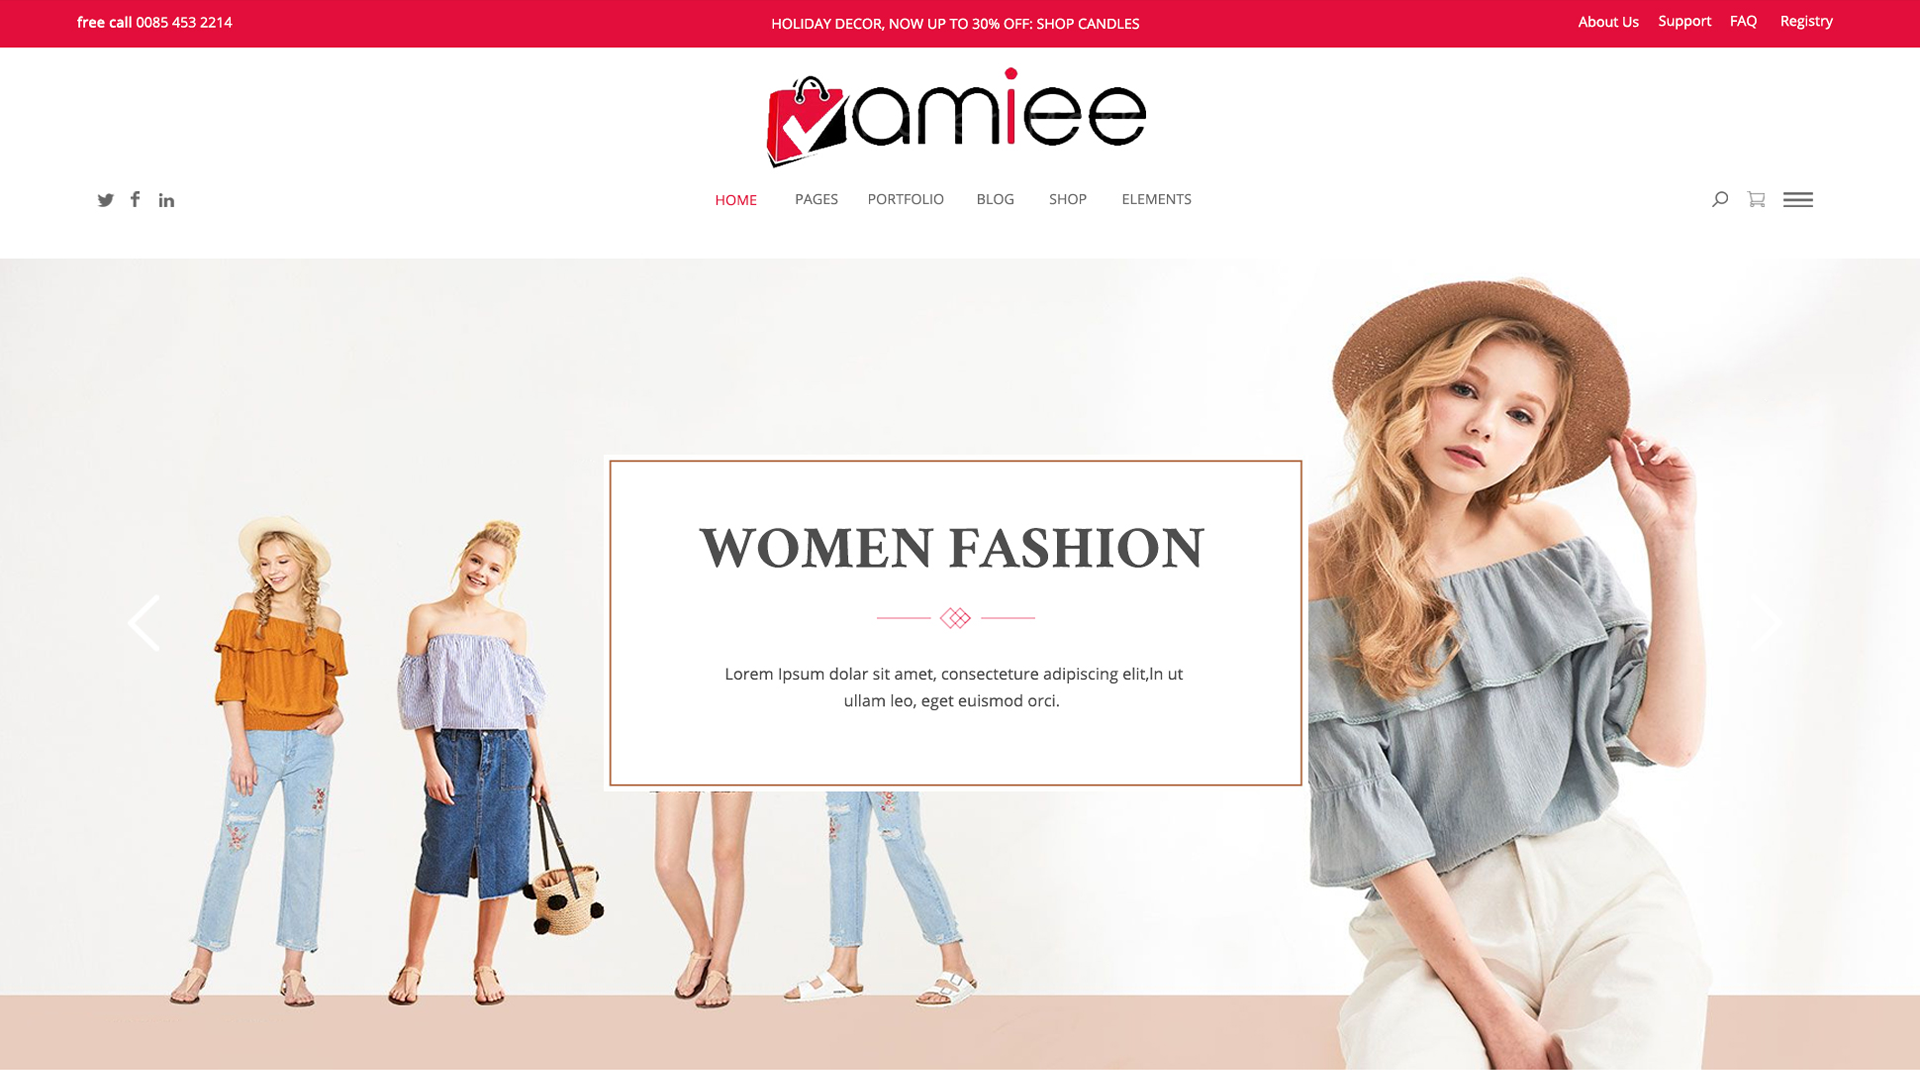 free call 0085 453 2214
HOLIDAY DECOR, NOW UP TO 30% OFF: SHOP CANDLES
About Us Support FAQ Registry
amiee
HOME PAGES PORTFOLIO BLOG SHOP ELEMENTS
WOMEN FASHION
Lorem Ipsum dolar sit amet, consecteture adipiscing elit,In ut
ullam leo, eget euismod orci.